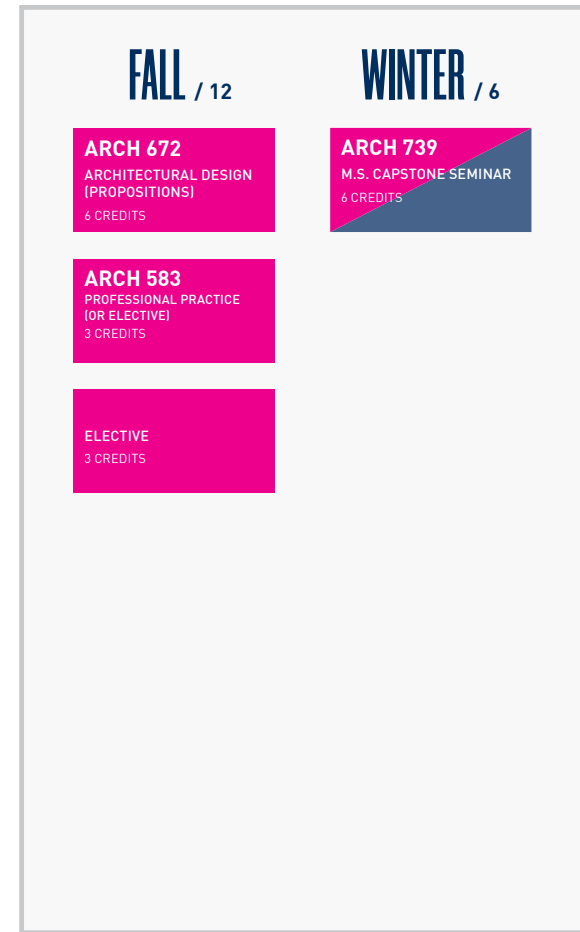 FALL / 12
ARCH 672
ARCHITECTURAL DESIGN
(PROPOSITIONS)
6 CREDITS
ARCH 583
PROFESSIONAL PRACTICE
(OR ELECTIVE)
3 CREDITS
ELECTIVE
3 CREDITS
WINTER / 6
ARCH 739
M.S. CAPSTONE SEMINAR
6 CREDITS